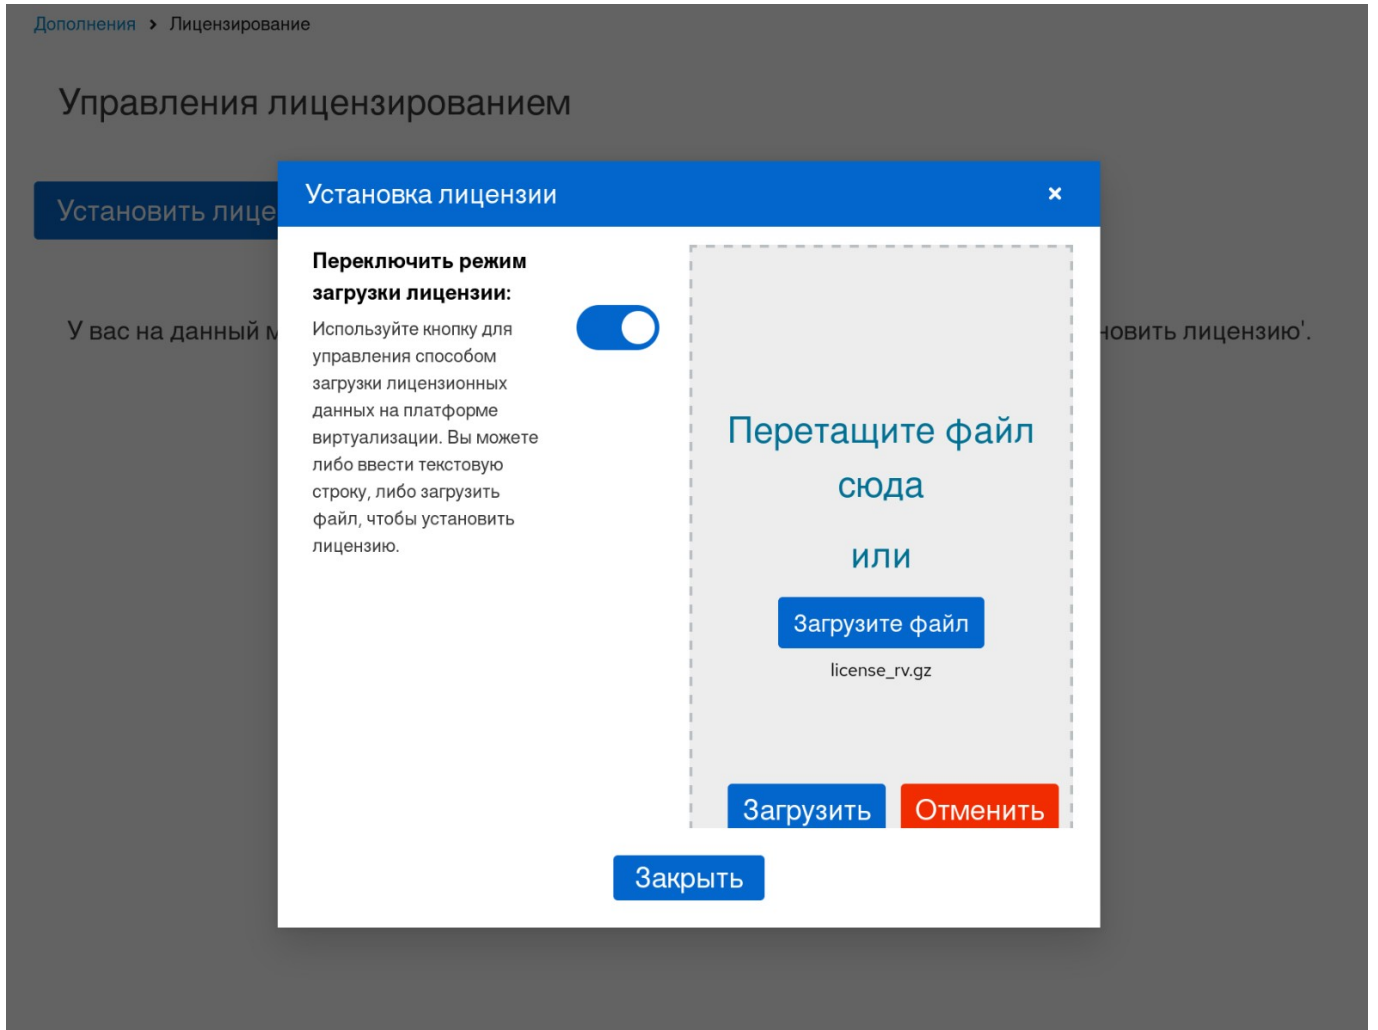 Дополнения > Лицензирование
Управления лицензированием
Установить лице
Установка лицензии ×
Переключить режим
загрузки лицензии:
Используйте кнопку для
управления способом
загрузки лицензионных
данных на платформе
виртуализации. Вы можете
либо ввести текстовую
строку, либо загрузить
файл, чтобы установить
лицензию.
У вас на данный м
новить лицензию'.
Перетащите файл
сюда
или
Загрузите файл
license_rv.gz
Загрузить Отменить
Закрыть